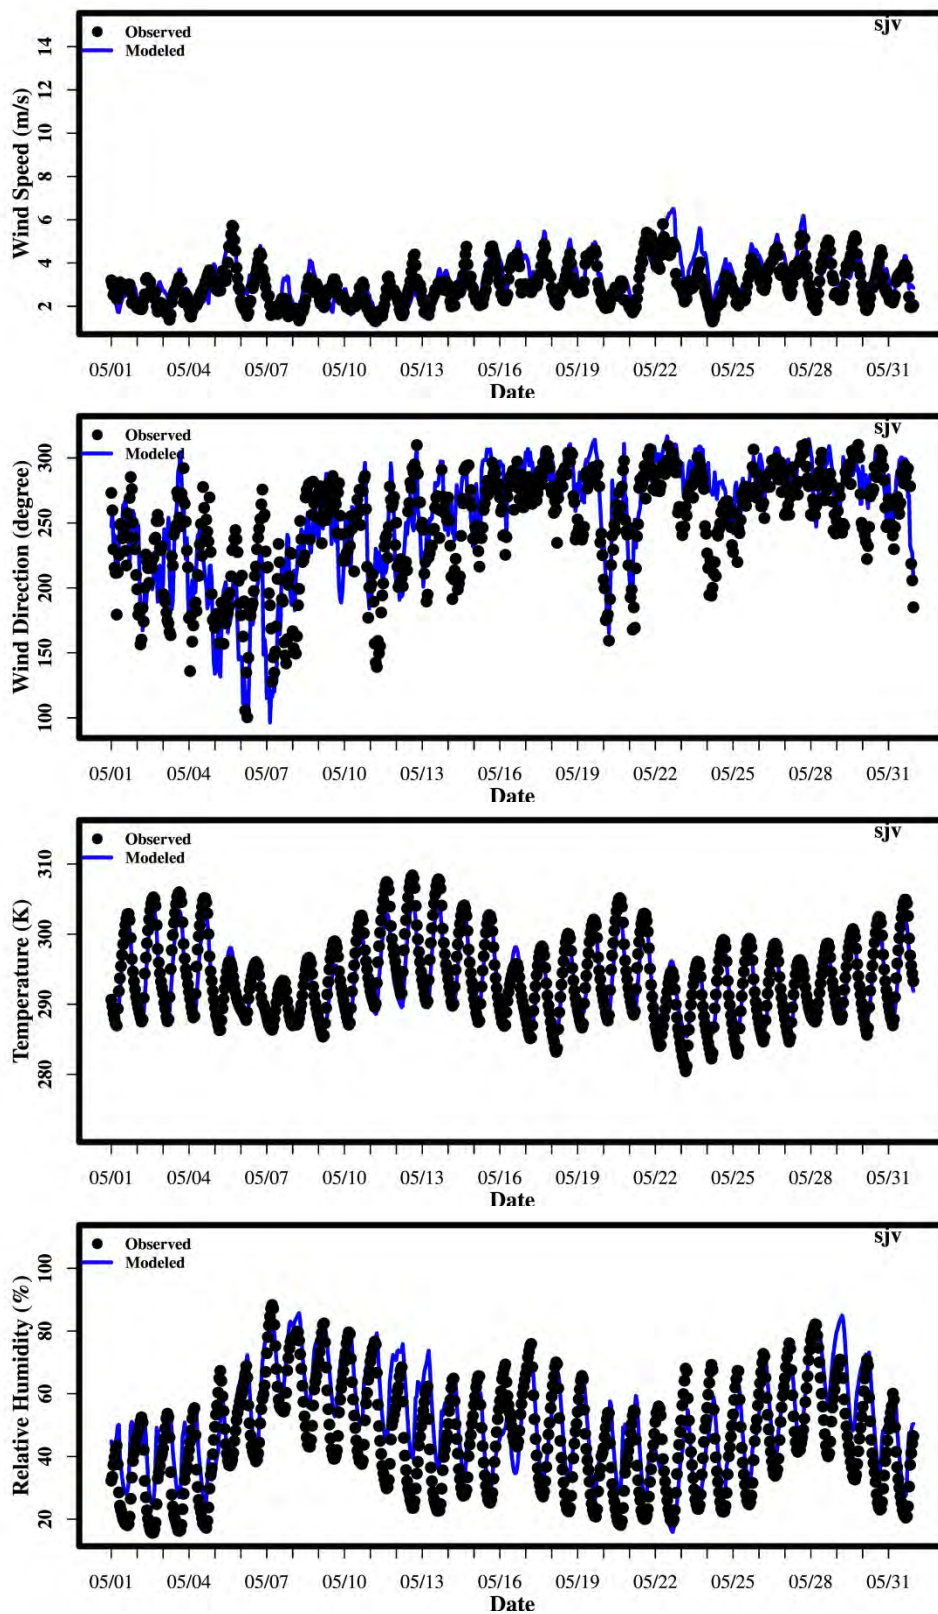 sjv
Observed
Modeled
Wind Speed (m/s)
14
12
10
8
6
4
2
05/01 05/04 05/07 05/10 05/13 05/16 05/19 05/22 05/25 05/28 05/31
Date
sjv
Observed
Modeled
Wind Direction (degree)
300
250
200
150
100
05/01 05/04 05/07 05/10 05/13 05/16 05/19 05/22 05/25 05/28 05/31
Date
sjv
Observed
Modeled
Temperature (K)
310
300
290
280
05/01 05/04 05/07 05/10 05/13 05/16 05/19 05/22 05/25 05/28 05/31
Date
sjv
Observed
Modeled
Relative Humidity (%)
100
80
60
40
20
05/01 05/04 05/07 05/10 05/13 05/16 05/19 05/22 05/25 05/28 05/31
Date